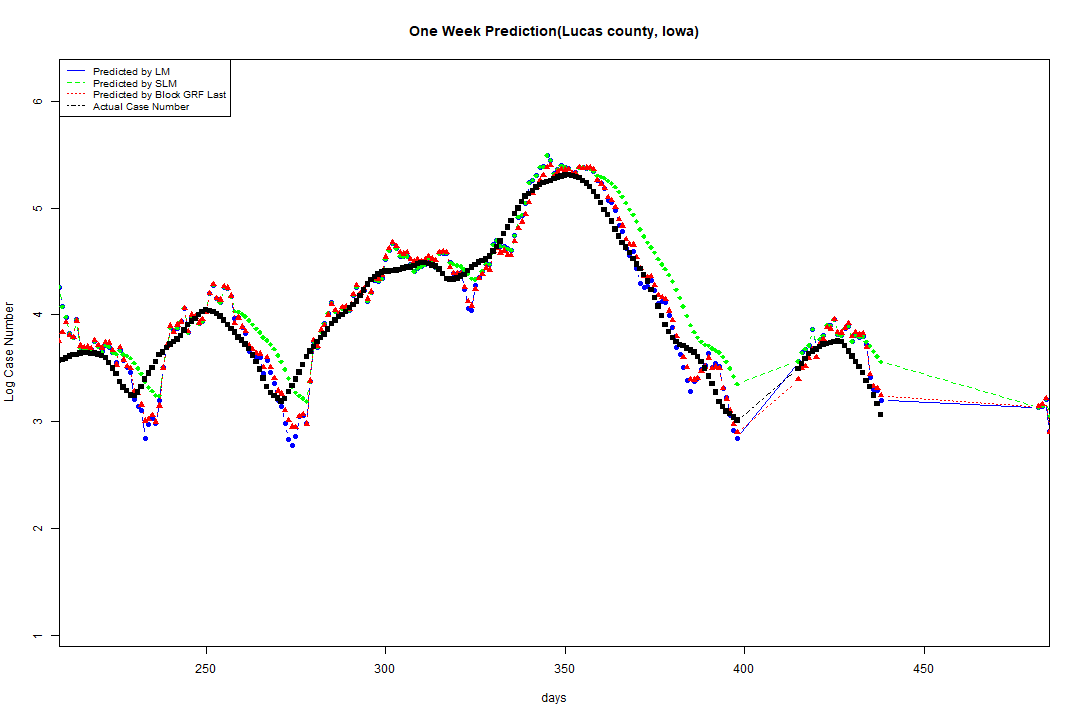 One Week Prediction(Lucas county, Iowa)
Predicted by LM
Predicted by SLM
Predicted by Block GRF Last
Actual Case Number
6
5
4
3
2
1
Log Case Number
250 300 350 400 450
days